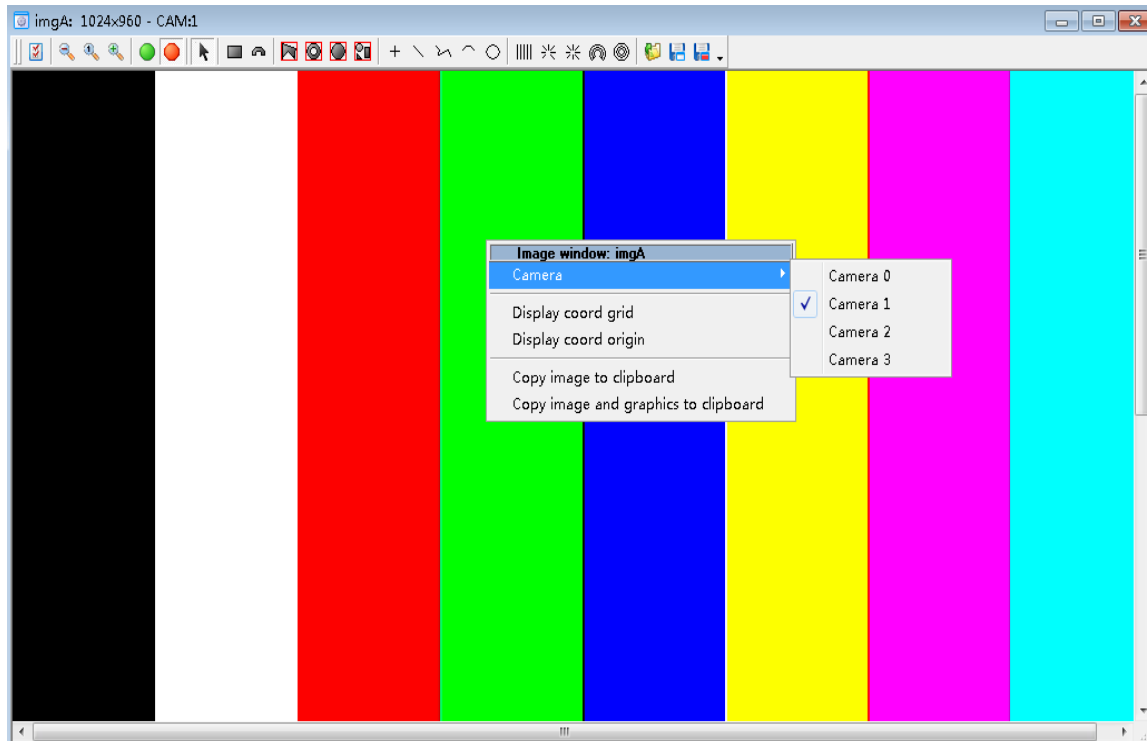 imgA: 1024x960 - CAM:1
Image window: imgA
Camera
Camera 0
Camera 1
Camera 2
Camera 3
Display coord grid
Display coord origin
Copy image to clipboard
Copy image and graphics to clipboard